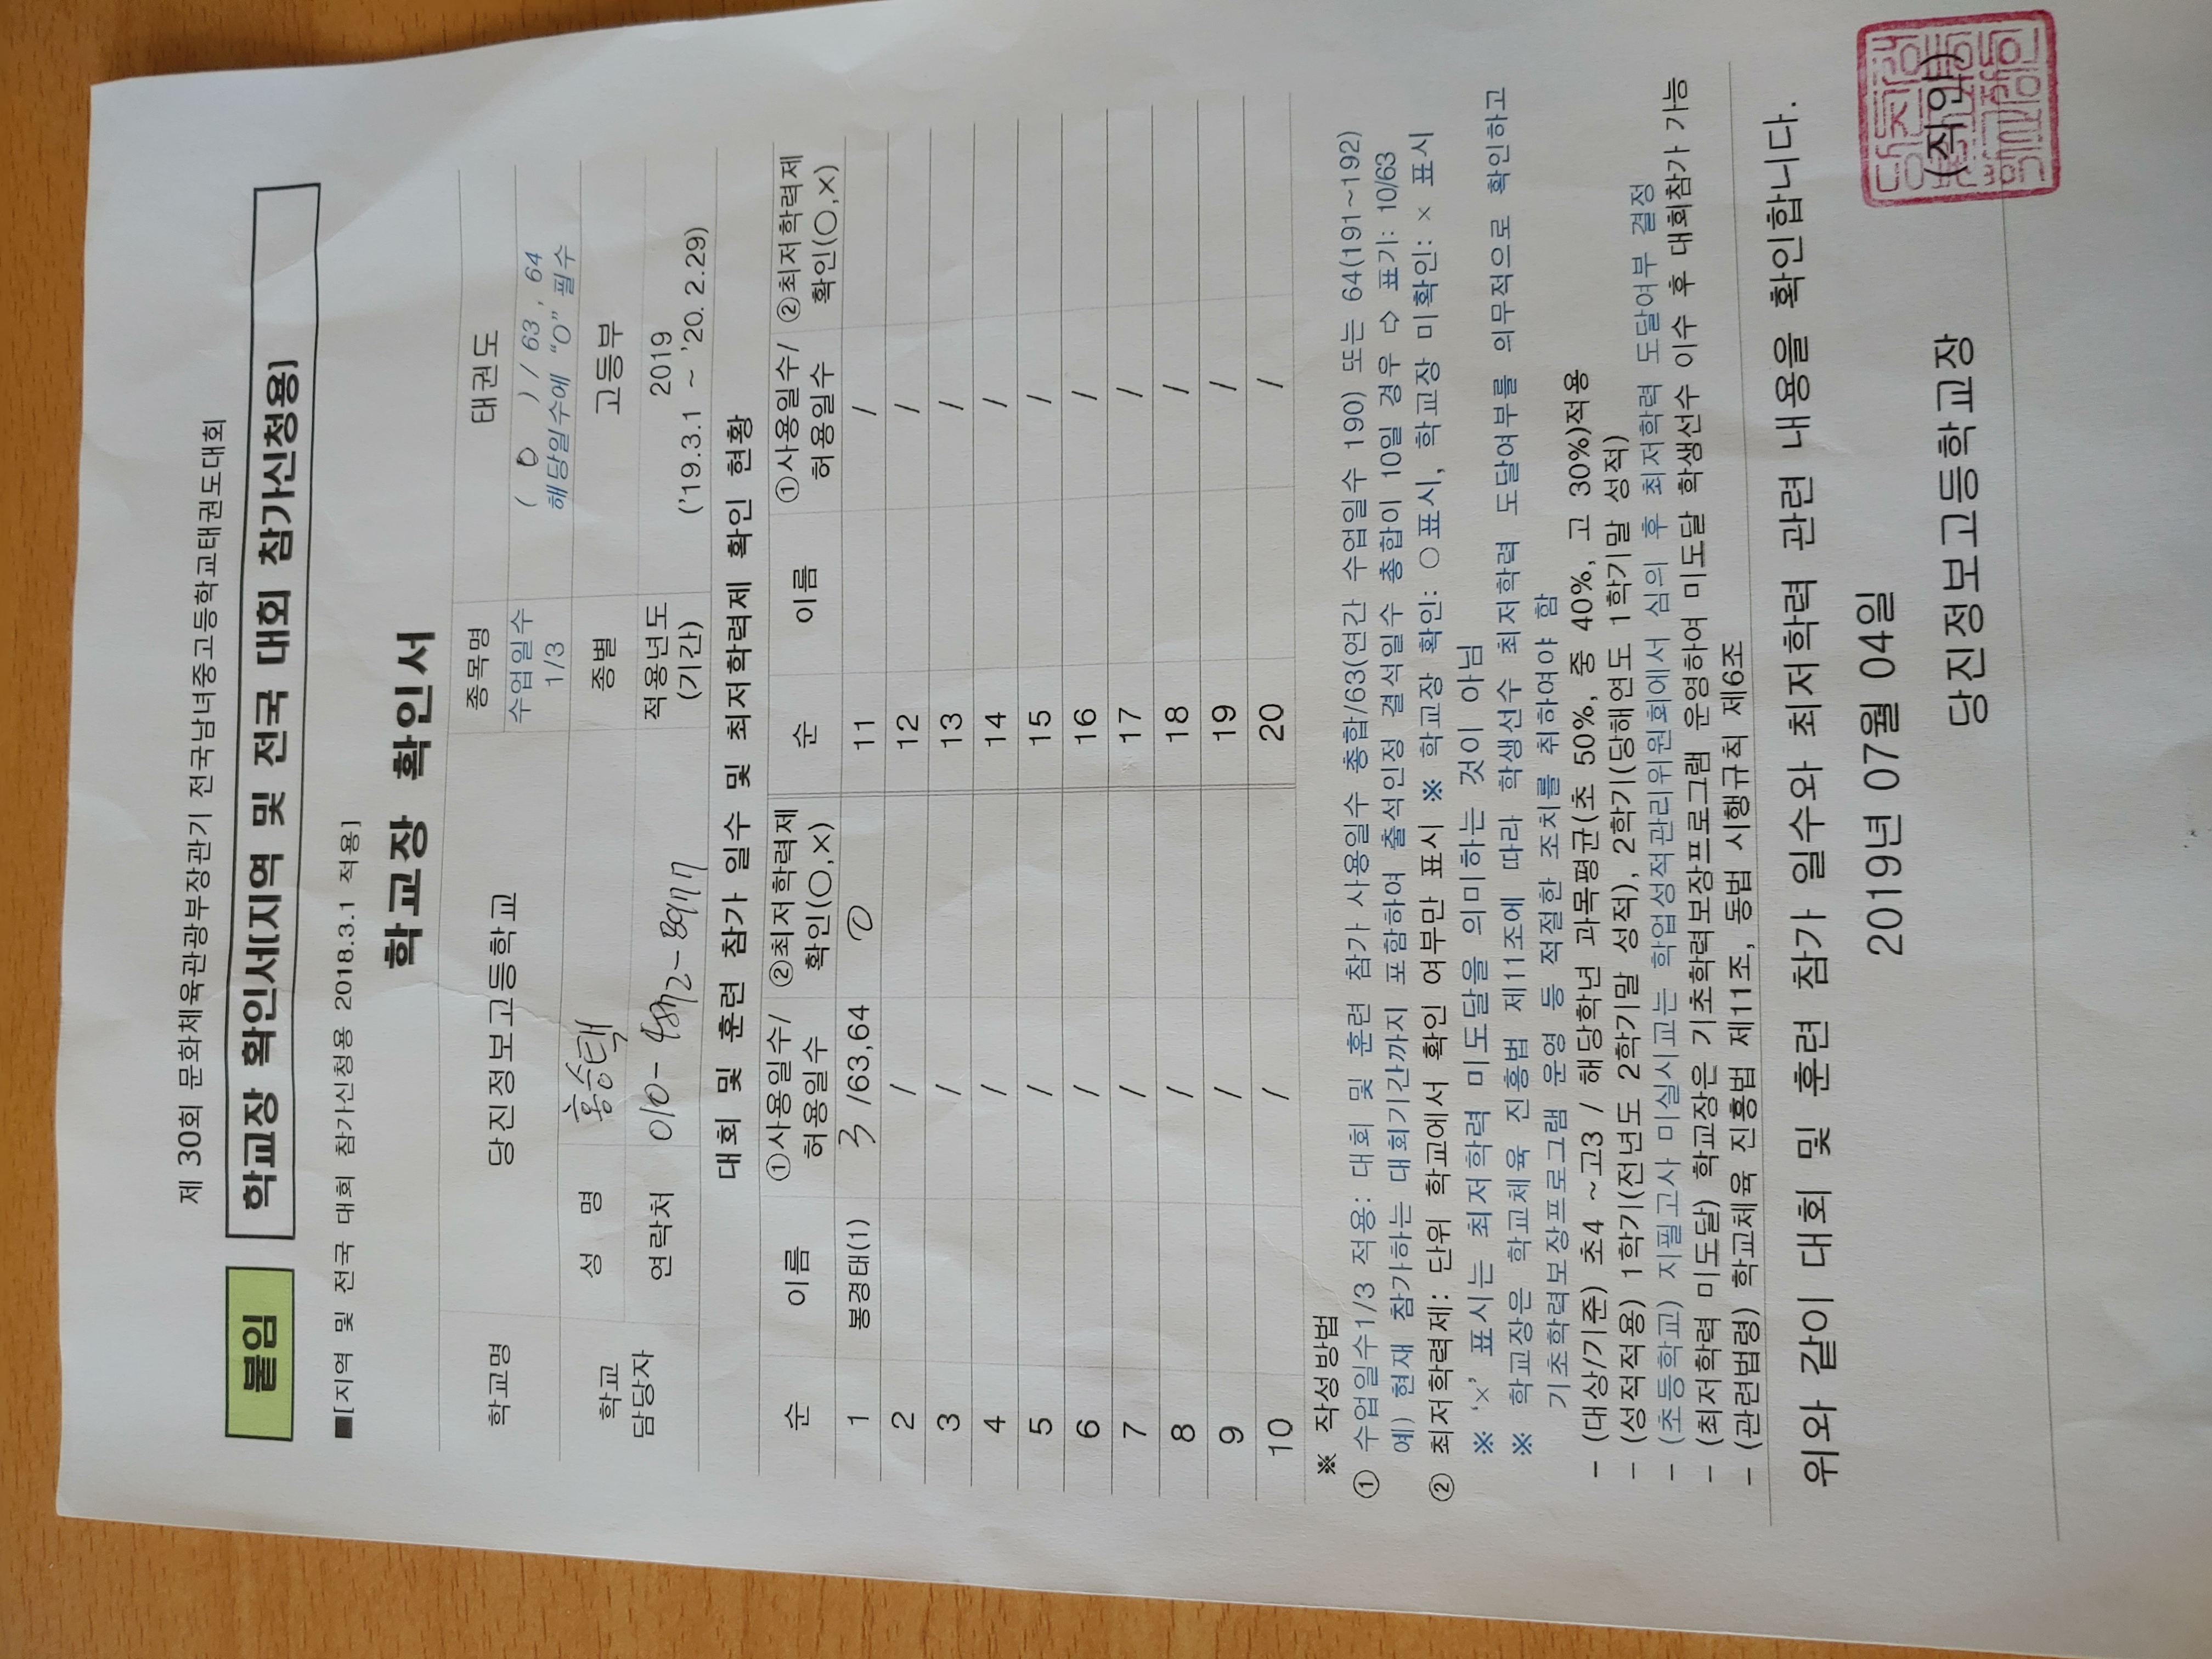 제 30회 문화체육관광부장관기 전국남녀중고등학교태권도대회
붙임 학교장 확인서[지역 및 전국 대회 참가신청용]
■[지역 및 전국 대회 참가신청용 2018.3.1 적용]
학교장 확인서
학교명 당진정보고등학교 종목명 태권도
수업일수 1/3 ( O ) / 63 , 64
해당일수에 "O" 필수
학교 담당자 성 명 홍승택 종별 고등부
연락처 적용년도 (기간) 2019
('19.3.1 ~ '20. 2.29)
대회 및 훈련 참가 일수 및 최저학력제 확인 현황
순 이름 ①사용일수/ 허용일수 ②최저학력제 확인(○,×) 순 이름 ①사용일수/ 허용일수 ②최저학력제 확인(○,×)
1 봉경태(1) 3 /63,64 O 11 /
2 / 12 /
3 / 13 /
4 / 14 /
5 / 15 /
6 / 16 /
7 / 17 /
8 / 18 /
9 / 19 /
10 / 20 /
※ 작성방법
① 수업일수1/3 적용: 대회 및 훈련 참가 사용일수 총합/63(연간 수업일수 190) 또는 64(191~192)
예) 현재 참가하는 대회기간까지 포함하여 출석인정 결석일수 총합이 10일 경우 ⇨ 표기: 10/63
② 최저학력제: 단위 학교에서 확인 여부만 표시 ※ 학교장 확인: ○표시, 학교장 미확인: × 표시
※ '×' 표시는 최저학력 미도달을 의미하는 것이 아님
※ 학교장은 학교체육 진흥법 제11조에 따라 학생선수 최저학력 도달여부를 의무적으로 확인하고
기초학력보장프로그램 운영 등 적절한 조치를 취하여야 함
- (대상/기준) 초4 ~고3 / 해당학년 과목평균(초 50%, 중 40%, 고 30%)적용
- (성적적용) 1학기(전년도 2학기말 성적), 2학기(당해연도 1학기말 성적)
- (초등학교) 지필고사 미실시교는 학업성적관리위원회에서 심의 후 최저학력 도달여부 결정
- (최저학력 미도달) 학교장은 기초학력보장프로그램 운영하여 미도달 학생선수 이수 후 대회참가 가능
- (관련법령) 학교체육 진흥법 제11조, 동법 시행규칙 제6조
위와 같이 대회 및 훈련 참가 일수와 최저학력 관련 내용을 확인합니다.
2019년 07월 04일
당진정보고등학교장 (직인)